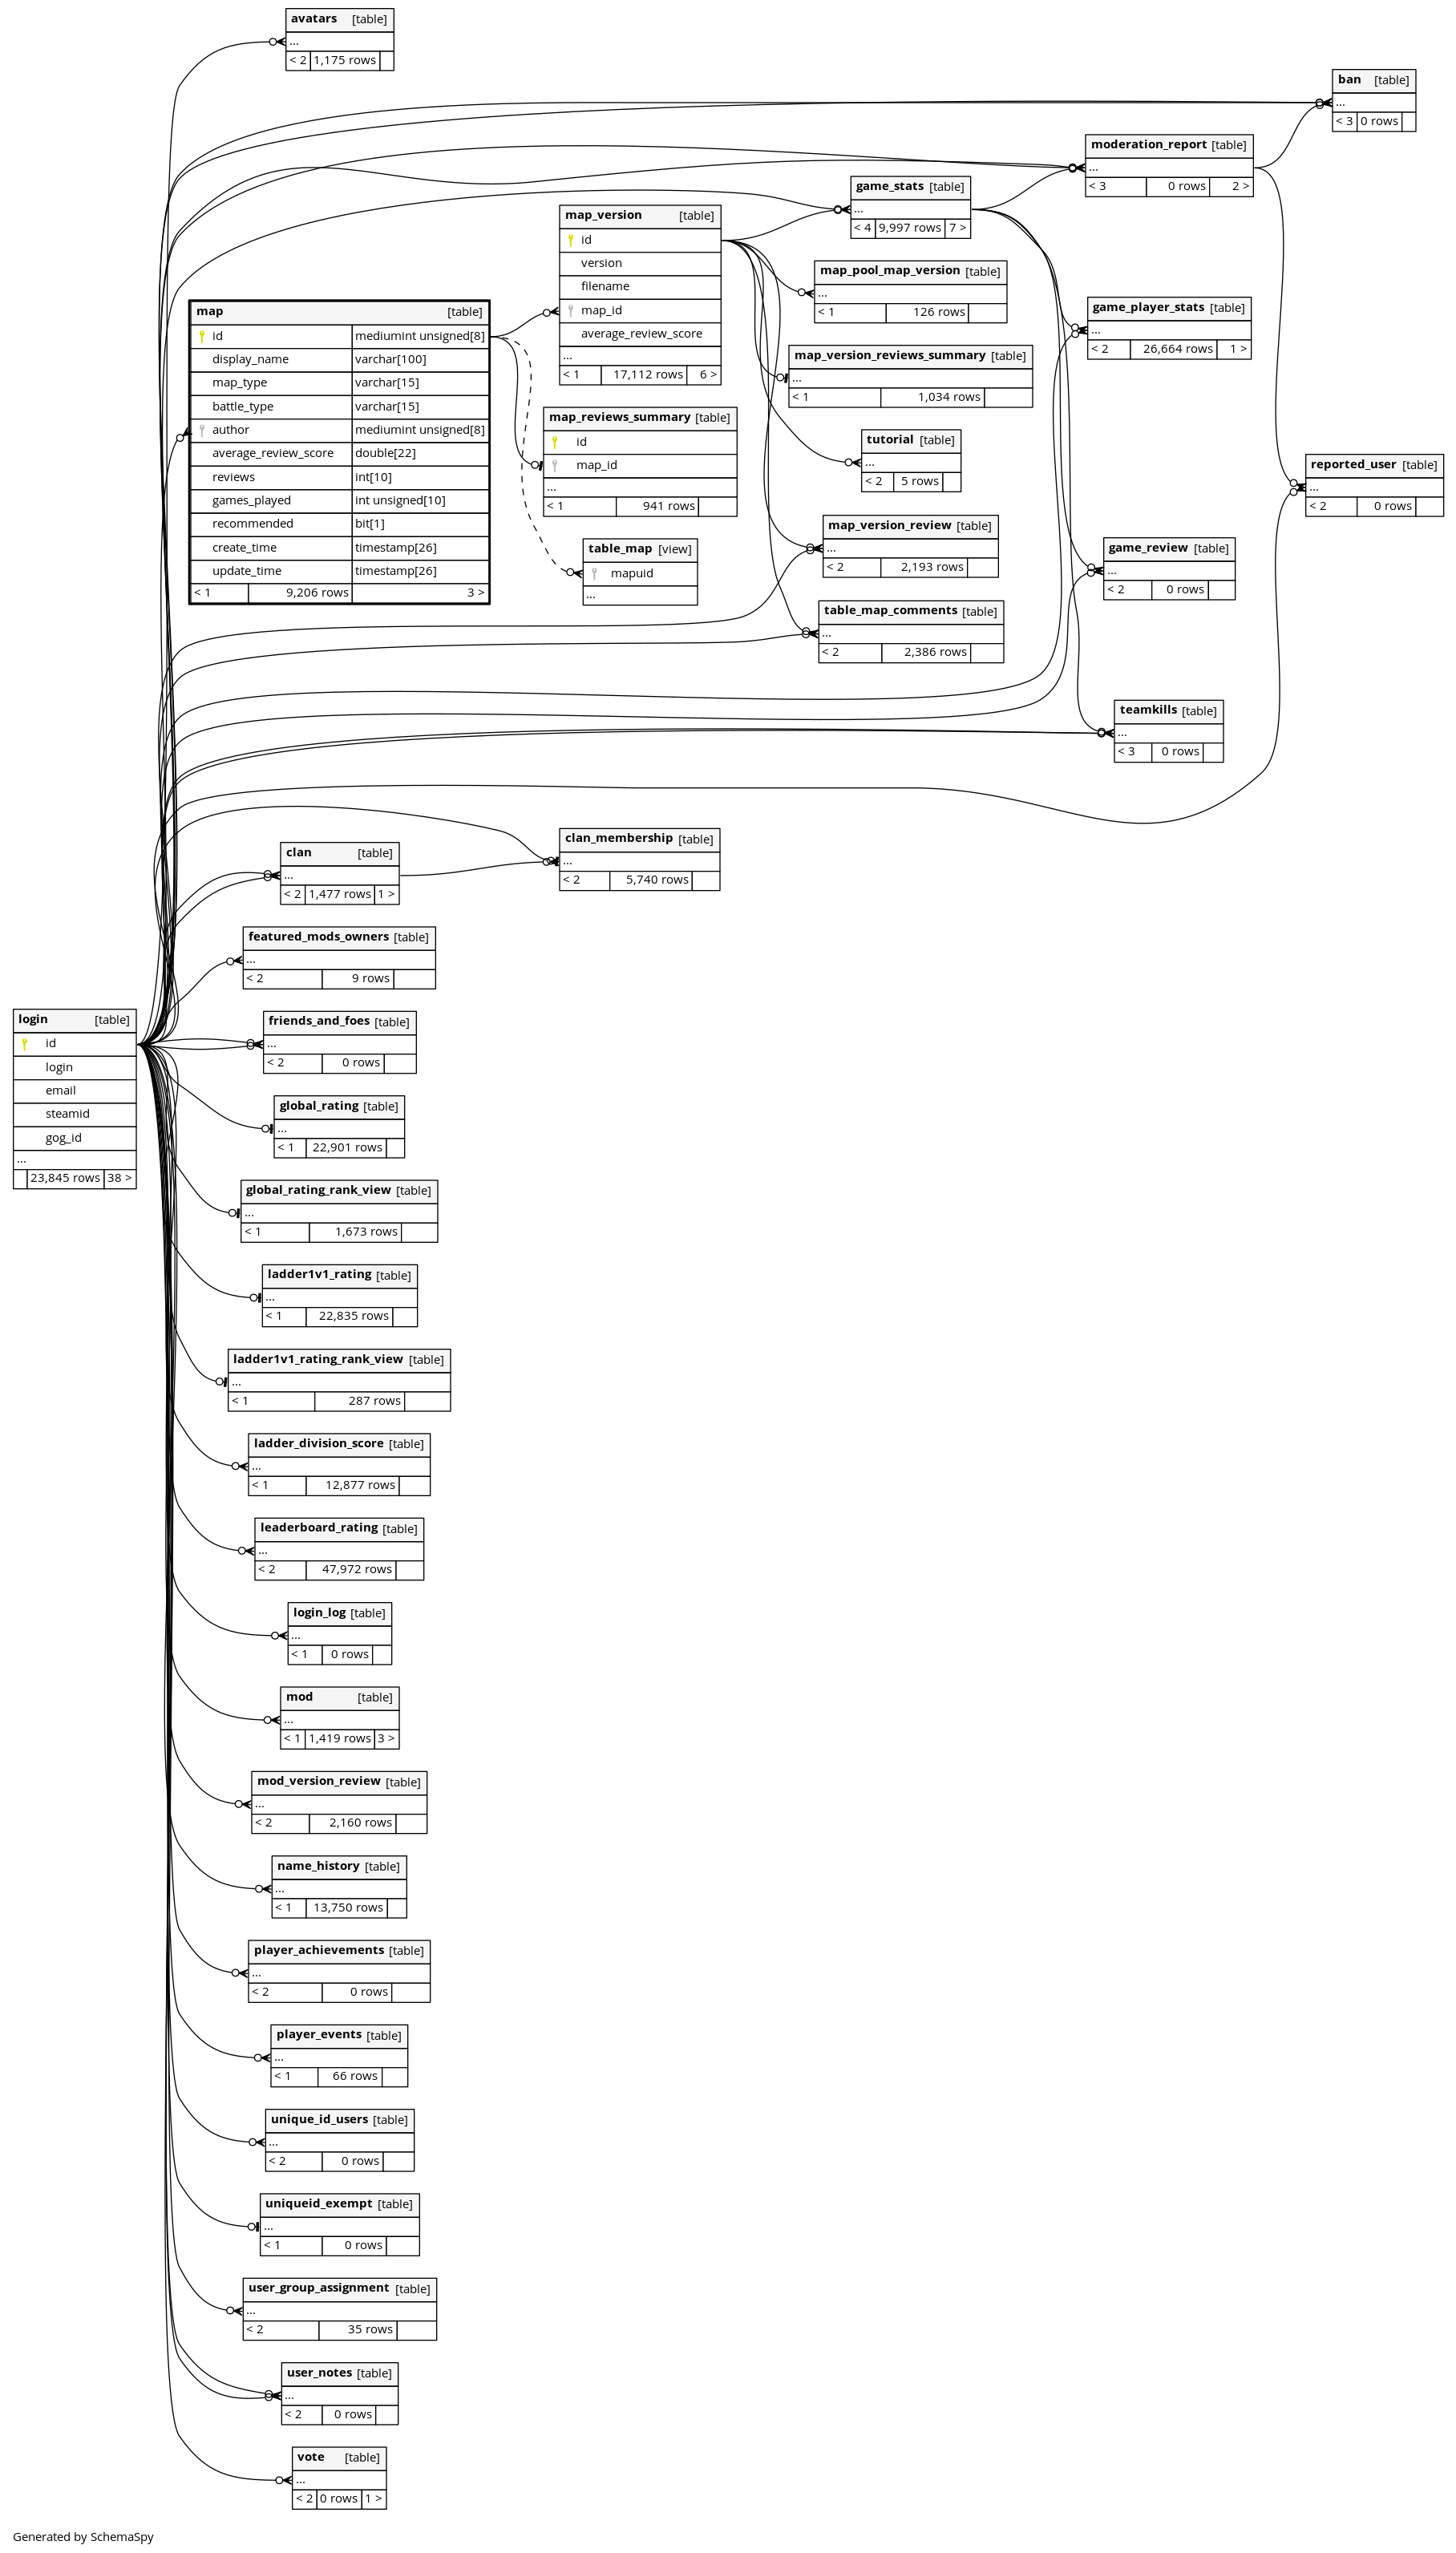 avatars [table]
...
< 2 1,175 rows
ban [table]
...
< 3 0 rows
moderation_report [table]
...
< 3 0 rows 2 >
game_stats [table]
...
< 4 9,997 rows 7 >
map_version [table]
id
version
filename
map_id
average_review_score
...
< 1 17,112 rows 6 >
map_pool_map_version [table]
...
< 1 126 rows
game_player_stats [table]
...
< 2 26,664 rows 1 >
map [table]
id mediumint unsigned[8]
display_name varchar[100]
map_type varchar[15]
battle_type varchar[15]
author mediumint unsigned[8]
average_review_score double[22]
reviews int[10]
games_played int unsigned[10]
recommended bit[1]
create_time timestamp[26]
update_time timestamp[26]
< 1 9,206 rows 3 >
map_version_reviews_summary [table]
...
< 1 1,034 rows
map_reviews_summary [table]
id
map_id
...
< 1 941 rows
tutorial [table]
...
< 2 5 rows
reported_user [table]
...
< 2 0 rows
map_version_review [table]
...
< 2 2,193 rows
table_map [view]
mapuid
...
game_review [table]
...
< 2 0 rows
table_map_comments [table]
...
< 2 2,386 rows
teamkills [table]
...
< 3 0 rows
clan_membership [table]
...
< 2 5,740 rows
clan [table]
...
< 2 1,477 rows 1 >
featured_mods_owners [table]
...
< 2 9 rows
login [table]
id
login
email
steamid
gog_id
...
23,845 rows 38 >
friends_and_foes [table]
...
< 2 0 rows
global_rating [table]
...
< 1 22,901 rows
global_rating_rank_view [table]
...
< 1 1,673 rows
ladder1v1_rating [table]
...
< 1 22,835 rows
ladder1v1_rating_rank_view [table]
...
< 1 287 rows
ladder_division_score [table]
...
< 1 12,877 rows
leaderboard_rating [table]
...
< 2 47,972 rows
login_log [table]
...
< 1 0 rows
mod [table]
...
< 1 1,419 rows 3 >
mod_version_review [table]
...
< 2 2,160 rows
name_history [table]
...
< 1 13,750 rows
player_achievements [table]
...
< 2 0 rows
player_events [table]
...
< 1 66 rows
unique_id_users [table]
...
< 2 0 rows
uniqueid_exempt [table]
...
< 1 0 rows
user_group_assignment [table]
...
< 2 35 rows
user_notes [table]
...
< 2 0 rows
vote [table]
...
< 2 0 rows 1 >
Generated by SchemaSpy